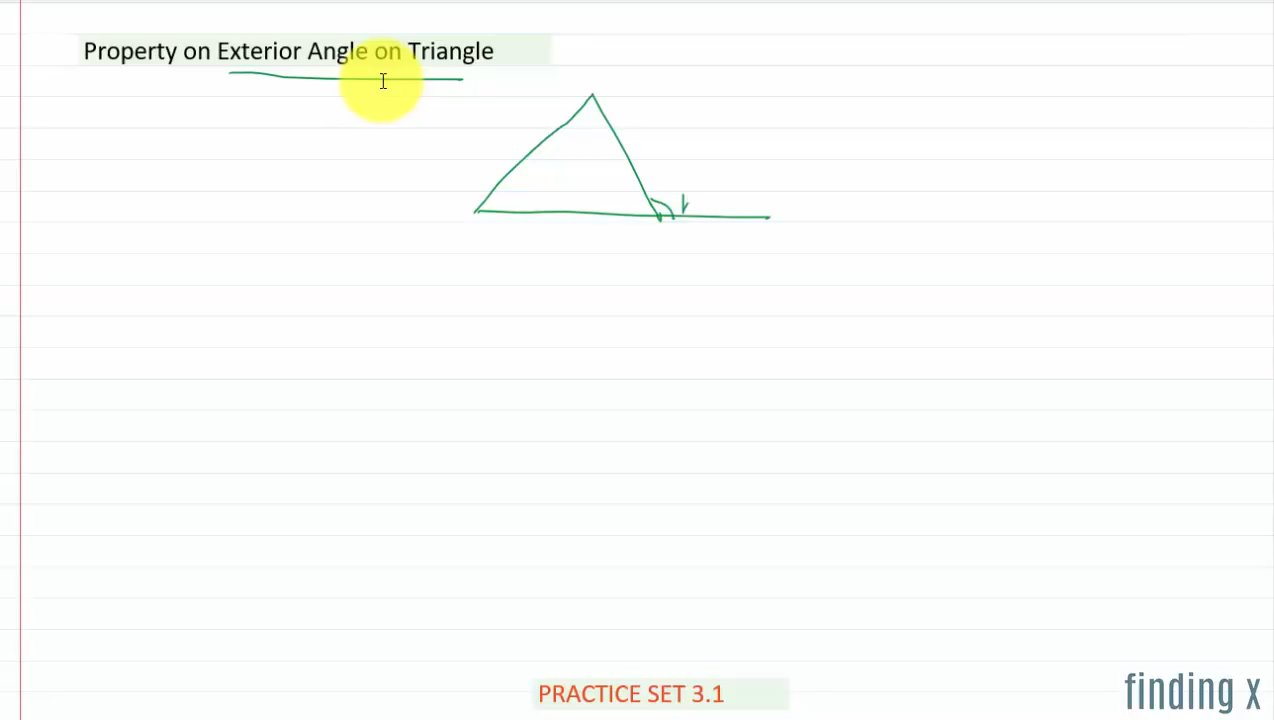 Property on Exterior Angle on Triangle
PRACTICE SET 3.1
finding x